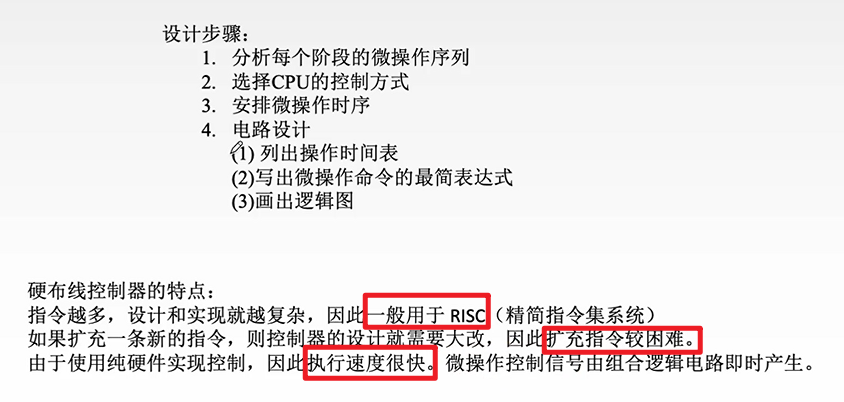 设计步骤：
1. 分析每个阶段的微操作序列
2. 选择CPU的控制方式
3. 安排微操作时序
4. 电路设计
(1) 列出操作时间表
(2)写出微操作命令的最简表达式
(3)画出逻辑图
硬布线控制器的特点：
指令越多，设计和实现就越复杂，因此一般用于 RISC（精简指令集系统）
如果扩充一条新的指令，则控制器的设计就需要大改，因此扩充指令较困难。
由于使用纯硬件实现控制，因此执行速度很快。微操作控制信号由组合逻辑电路即时产生。